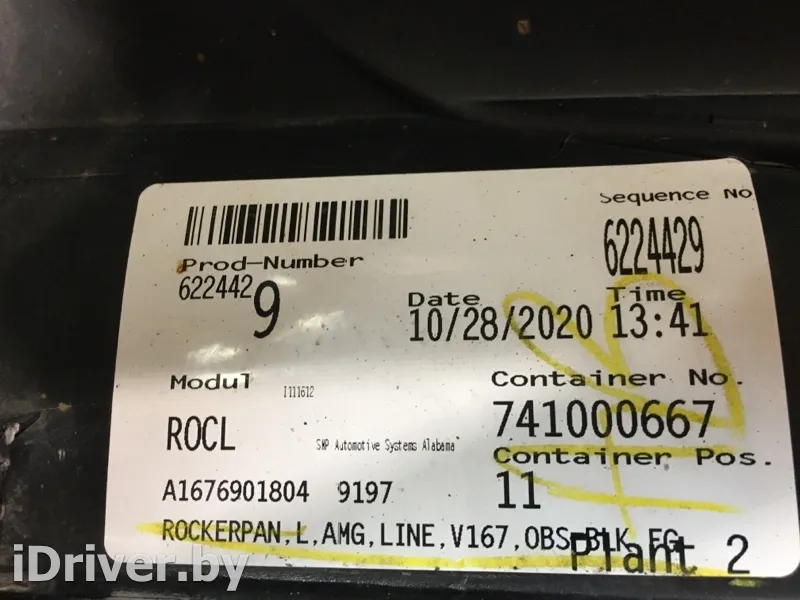 Sequence No
6224429
Prod-Number
622442 9
Date Time
10/28/2020 13:41
Modul I111612
Container No.
ROCL SMP Automotive Systems Alabama 741000667
Container Pos.
A1676901804 9197 11
ROCKERPAN,L,AMG,LINE,V167,OBS BLK,FG
Plant 2
iDriver.by